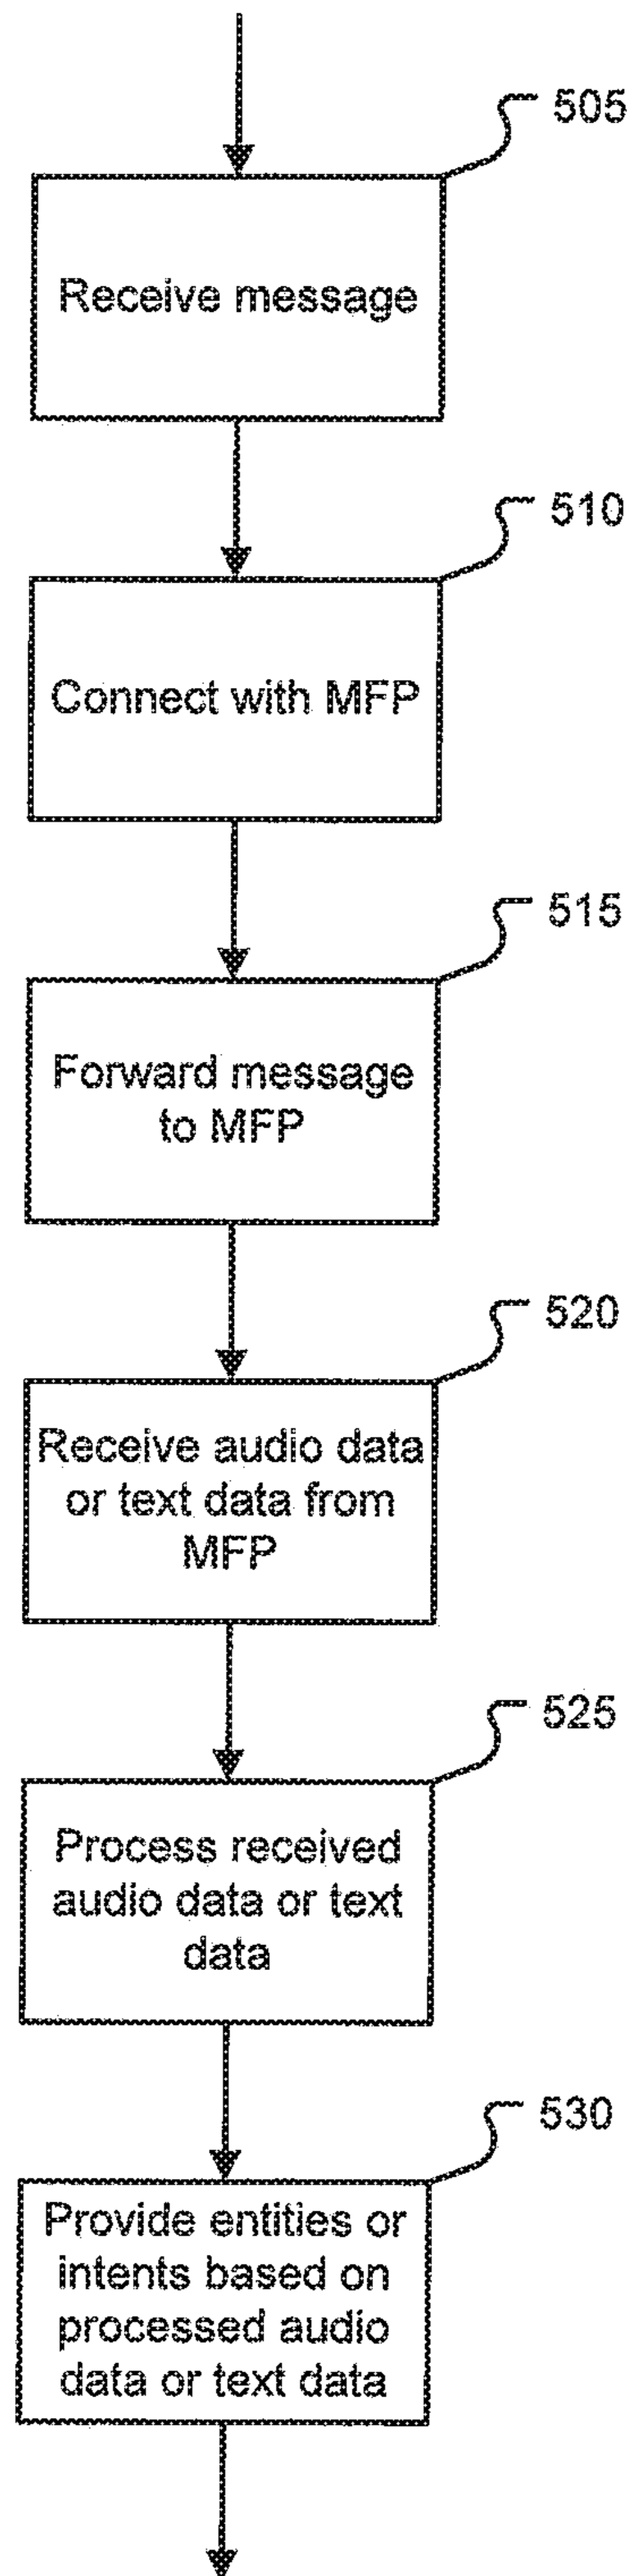 505
Receive message
510
Connect with MFP
515
Forward message
to MFP
520
Receive audio data
or text data from
MFP
525
Process received
audio data or text
data
530
Provide entities or
intents based on
processed audio
data or text data